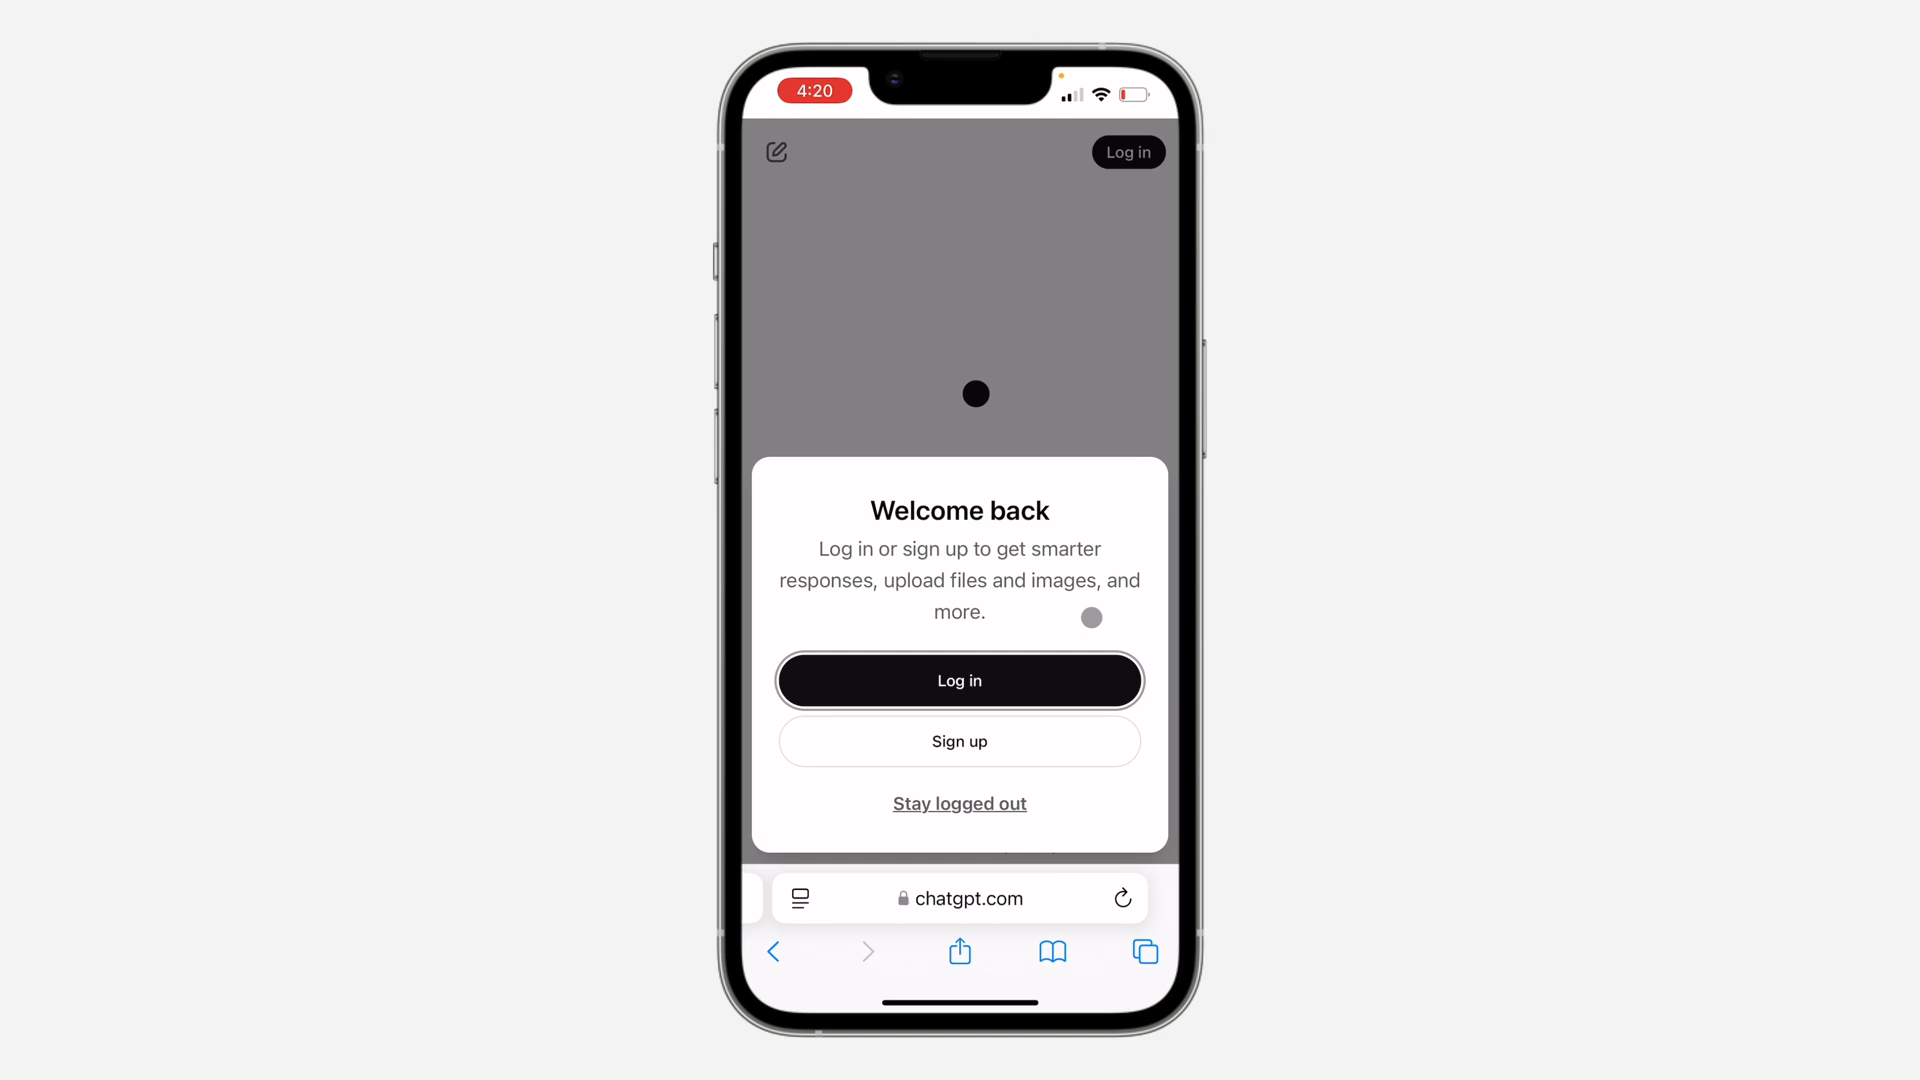 4:20
Log in
Welcome back
Log in or sign up to get smarter
responses, upload files and images, and
more.
Log in
Sign up
Stay logged out
chatgpt.com